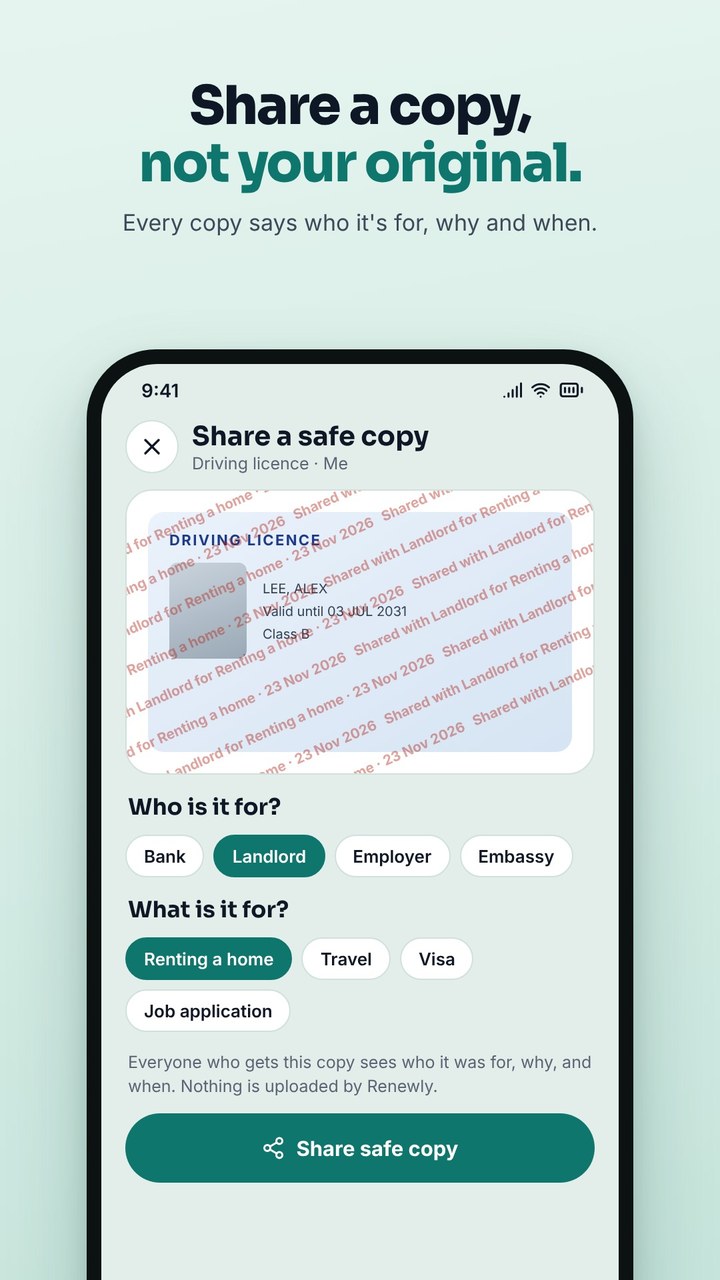 Share a copy,
not your original.
Every copy says who it's for, why and when.
9:41
Share a safe copy
Driving licence · Me
DRIVING LICENCE
LEE, ALEX
Valid until 03 JUL 2031
Class B
Shared with Landlord for Renting a home · 23 Nov 2026
Who is it for?
Bank Landlord Employer Embassy
What is it for?
Renting a home Travel Visa
Job application
Everyone who gets this copy sees who it was for, why, and
when. Nothing is uploaded by Renewly.
Share safe copy